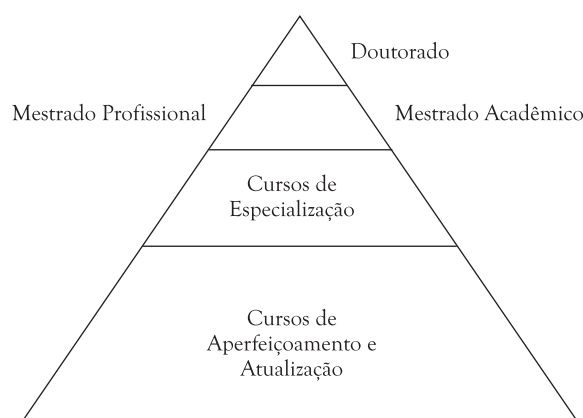 Doutorado
Mestrado Profissional
Mestrado Acadêmico
Cursos de
Especialização
Cursos de
Aperfeiçoamento e
Atualização